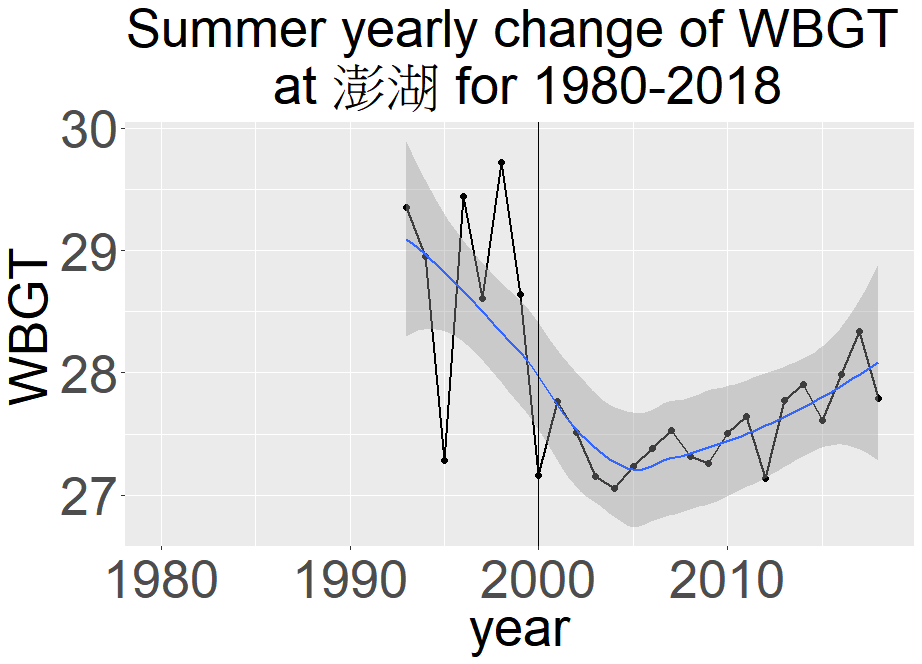 Summer yearly change of WBGT
at 澎湖 for 1980-2018
WBGT
30
29
28
27
1980 1990 2000 2010
year